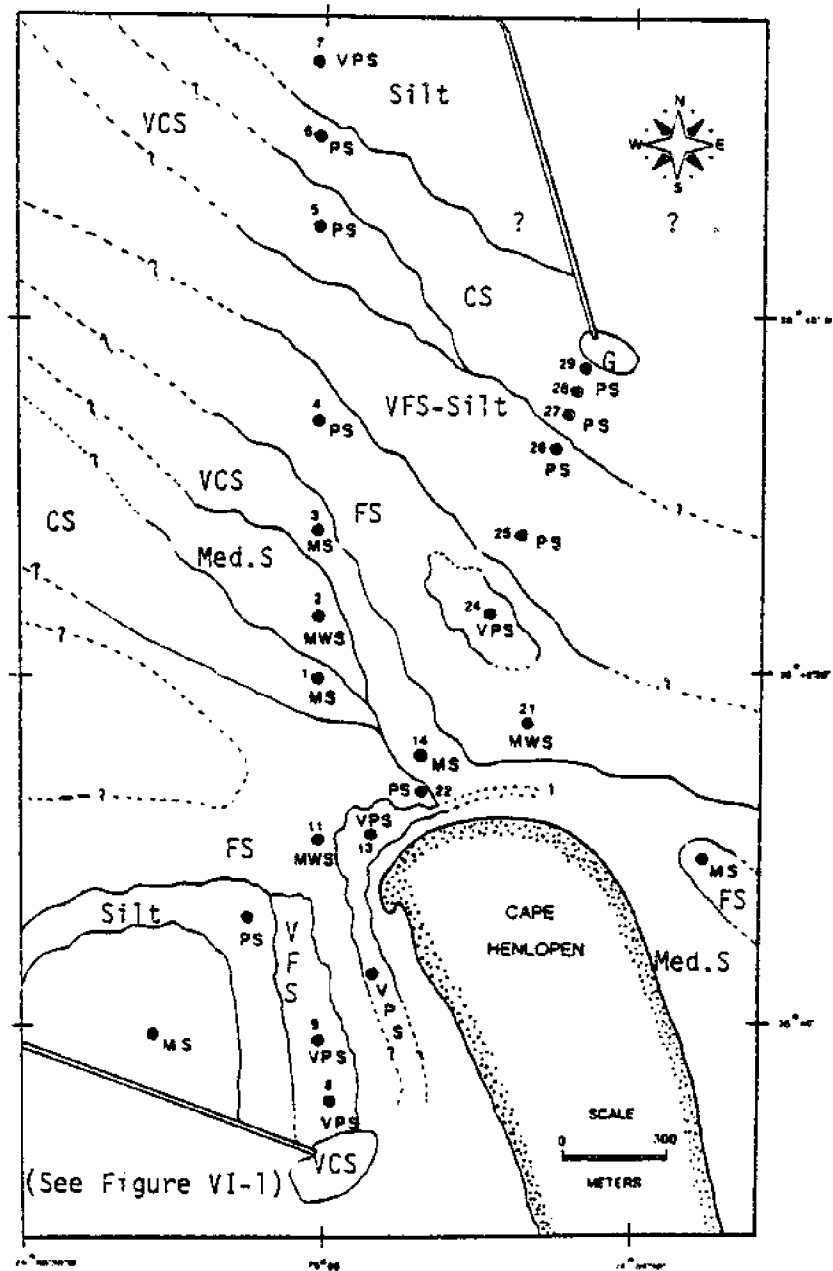 7
VPS
Silt
VCS
N
W E
S
6
PS
?
?
?
5
PS
?
?
CS
?
29
G
28
PS
27
PS
26
PS
VFS-Silt
?
4
PS
?
VCS
?
FS
?
3
MS
25
PS
CS
Med.S
?
2
MWS
24
VPS
?
1
MS
?
21
MWS
14
MS
?
PS
22
1
VPS
13
11
MWS
FS
MS
FS
Silt
PS
VFS
CAPE
HENLOPEN
Med.S
VPS
?
MS
9
VPS
8
VPS
SCALE
0 300
METERS
VCS
(See Figure VI-1)